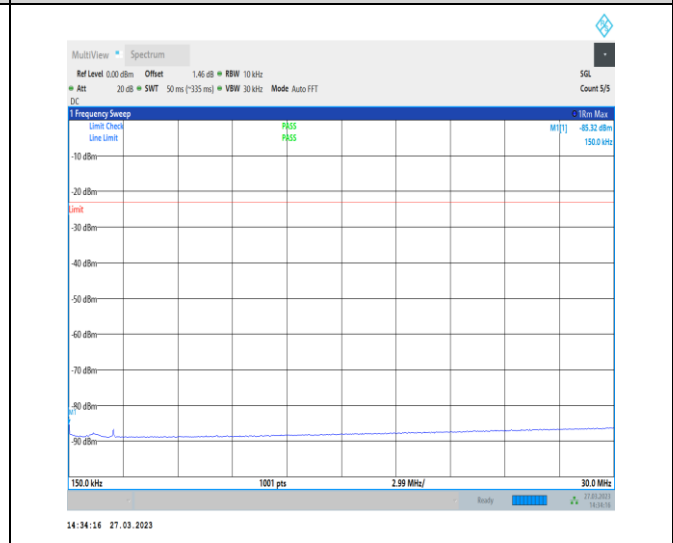 MultiView Spectrum
Ref Level 0.00 dBm Offset 1.46 dB RBW 10 kHz SGL
Att 20 dB SWT 50 ms (~335 ms) VBW 30 kHz Mode Auto FFT Count 5/5
DC
1 Frequency Sweep 1Rm Max
Limit Check PASS M1[1] -85.32 dBm
Line Limit PASS 150.0 kHz
-10 dBm
-20 dBm
Limit
-30 dBm
-40 dBm
-50 dBm
-60 dBm
-70 dBm
-80 dBm
M1
-90 dBm
150.0 kHz 1001 pts 2.99 MHz/ 30.0 MHz
Ready 27.03.2023
14:34:16
14:34:16 27.03.2023